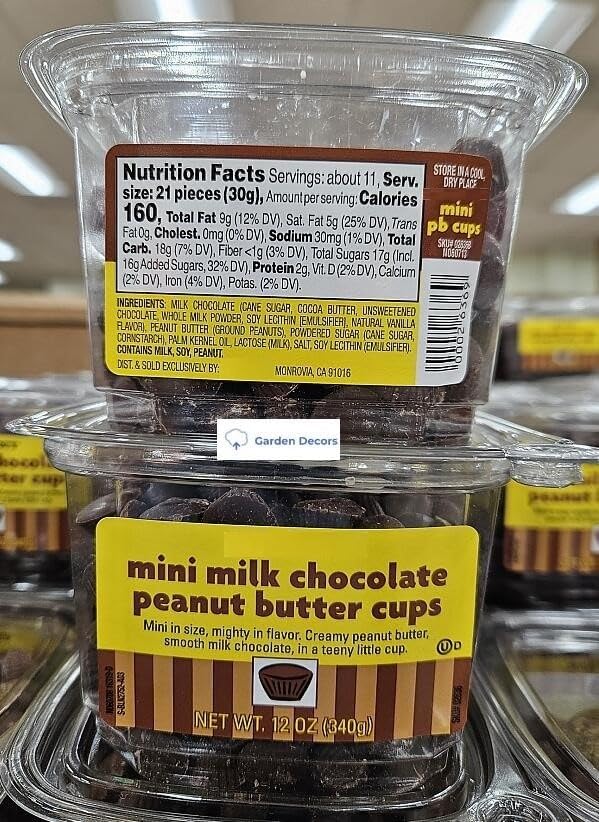 Nutrition Facts Servings: about 11, Serv.
size: 21 pieces (30g), Amount per serving: Calories
160, Total Fat 9g (12% DV), Sat. Fat 5g (25% DV), Trans
Fat 0g, Cholest. 0mg (0% DV), Sodium 30mg (1% DV), Total
Carb. 18g (7% DV), Fiber <1g (3% DV), Total Sugars 17g (Incl.
16g Added Sugars, 32% DV), Protein 2g, Vit. D (2% DV), Calcium
(2% DV), Iron (4% DV), Potas. (2% DV).
INGREDIENTS: MILK CHOCOLATE (CANE SUGAR, COCOA BUTTER, UNSWEETENED
CHOCOLATE, WHOLE MILK POWDER, SOY LECITHIN [EMULSIFIER], NATURAL VANILLA
FLAVOR), PEANUT BUTTER (GROUND PEANUTS), POWDERED SUGAR (CANE SUGAR,
CORNSTARCH), PALM KERNEL OIL, LACTOSE (MILK), SALT, SOY LECITHIN (EMULSIFIER).
CONTAINS MILK, SOY, PEANUT.
DIST. & SOLD EXCLUSIVELY BY:
MONROVIA, CA 91016
STORE IN A COOL,
DRY PLACE
mini
pb cups
SKU#
Garden Decors
mini milk chocolate
peanut butter cups
Mini in size, mighty in flavor. Creamy peanut butter,
smooth milk chocolate, in a teeny little cup.
U D
NET WT. 12 OZ (340g)
peanut